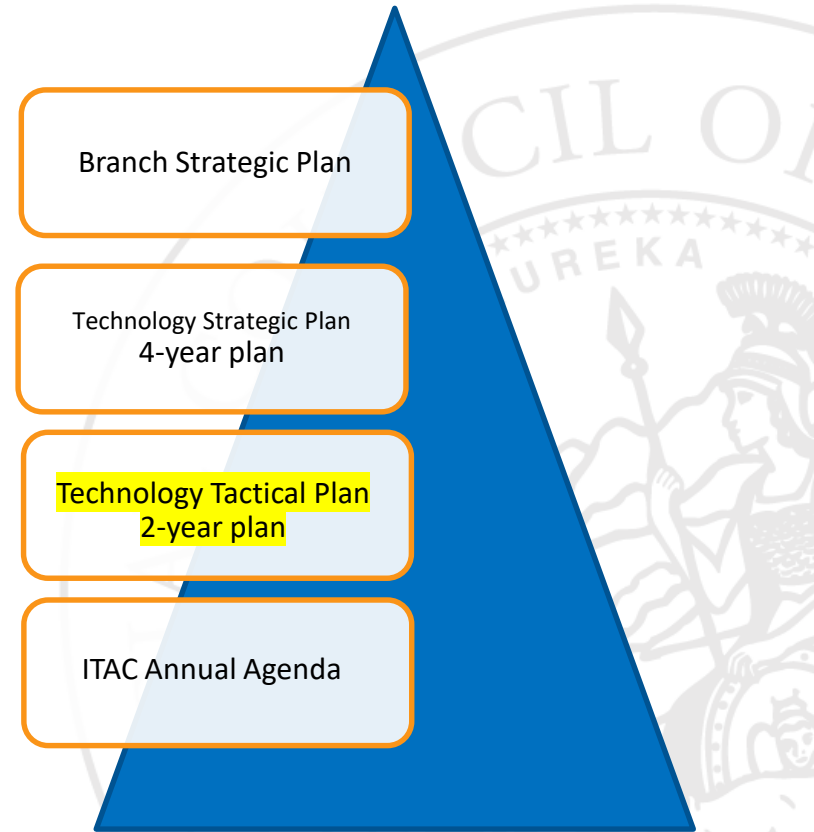 Branch Strategic Plan
Technology Strategic Plan
4-year plan
Technology Tactical Plan
2-year plan
ITAC Annual Agenda
CIL OF
UREKA